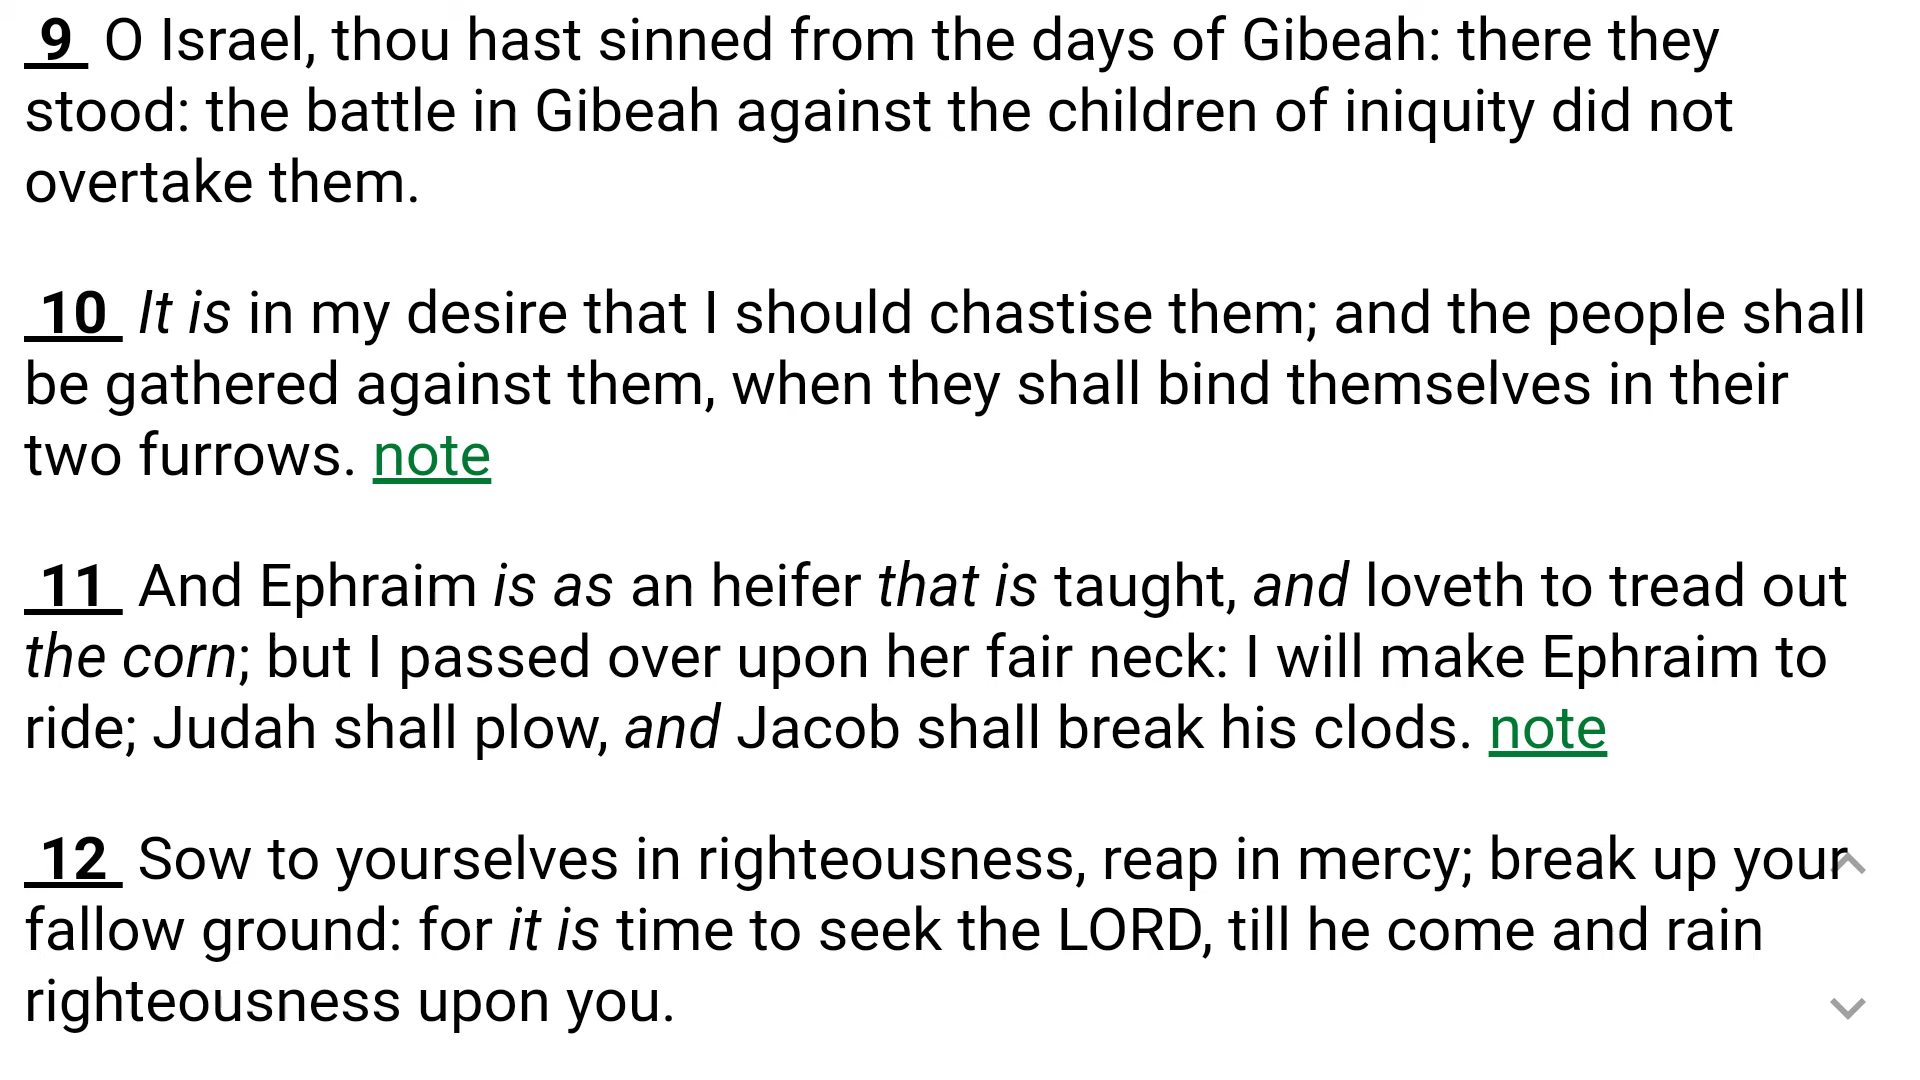 9 O Israel, thou hast sinned from the days of Gibeah: there they
stood: the battle in Gibeah against the children of iniquity did not
overtake them.
10 It is in my desire that I should chastise them; and the people shall
be gathered against them, when they shall bind themselves in their
two furrows. note
11 And Ephraim is as an heifer that is taught, and loveth to tread out
the corn; but I passed over upon her fair neck: I will make Ephraim to
ride; Judah shall plow, and Jacob shall break his clods. note
12 Sow to yourselves in righteousness, reap in mercy; break up your
fallow ground: for it is time to seek the LORD, till he come and rain
righteousness upon you.